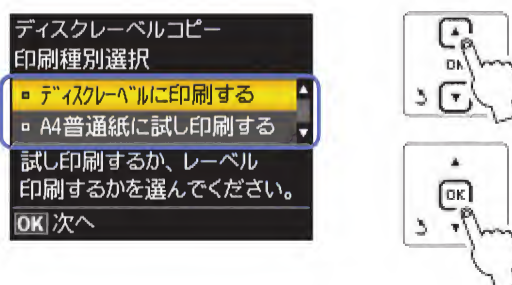 ディスクレーベルコピー
印刷種別選択
ディスクレーベルに印刷する
A4普通紙に試し印刷する
試し印刷するか、レーベル
印刷するかを選んでください。
OK 次へ
OK